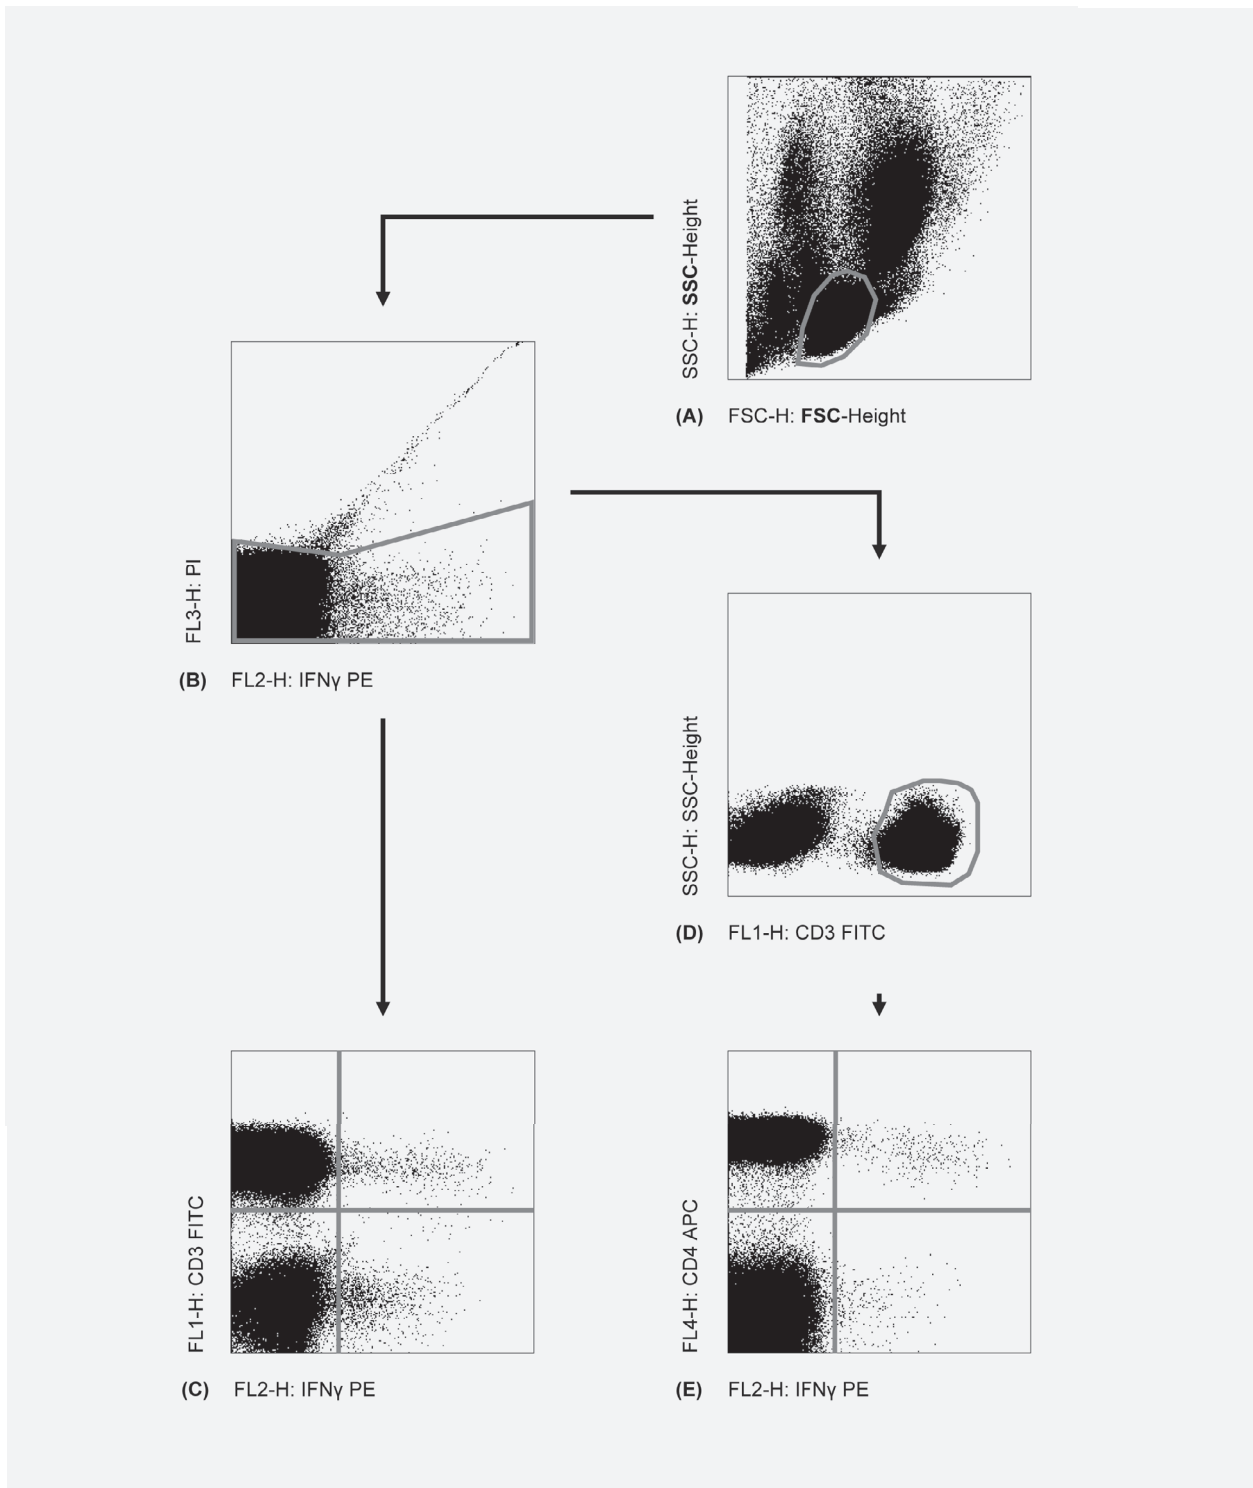 SSC-H: SSC-Height
(A) FSC-H: FSC-Height
FL3-H: PI
(B) FL2-H: IFNγ PE
SSC-H: SSC-Height
(D) FL1-H: CD3 FITC
FL1-H: CD3 FITC
(C) FL2-H: IFNγ PE
FL4-H: CD4 APC
(E) FL2-H: IFNγ PE